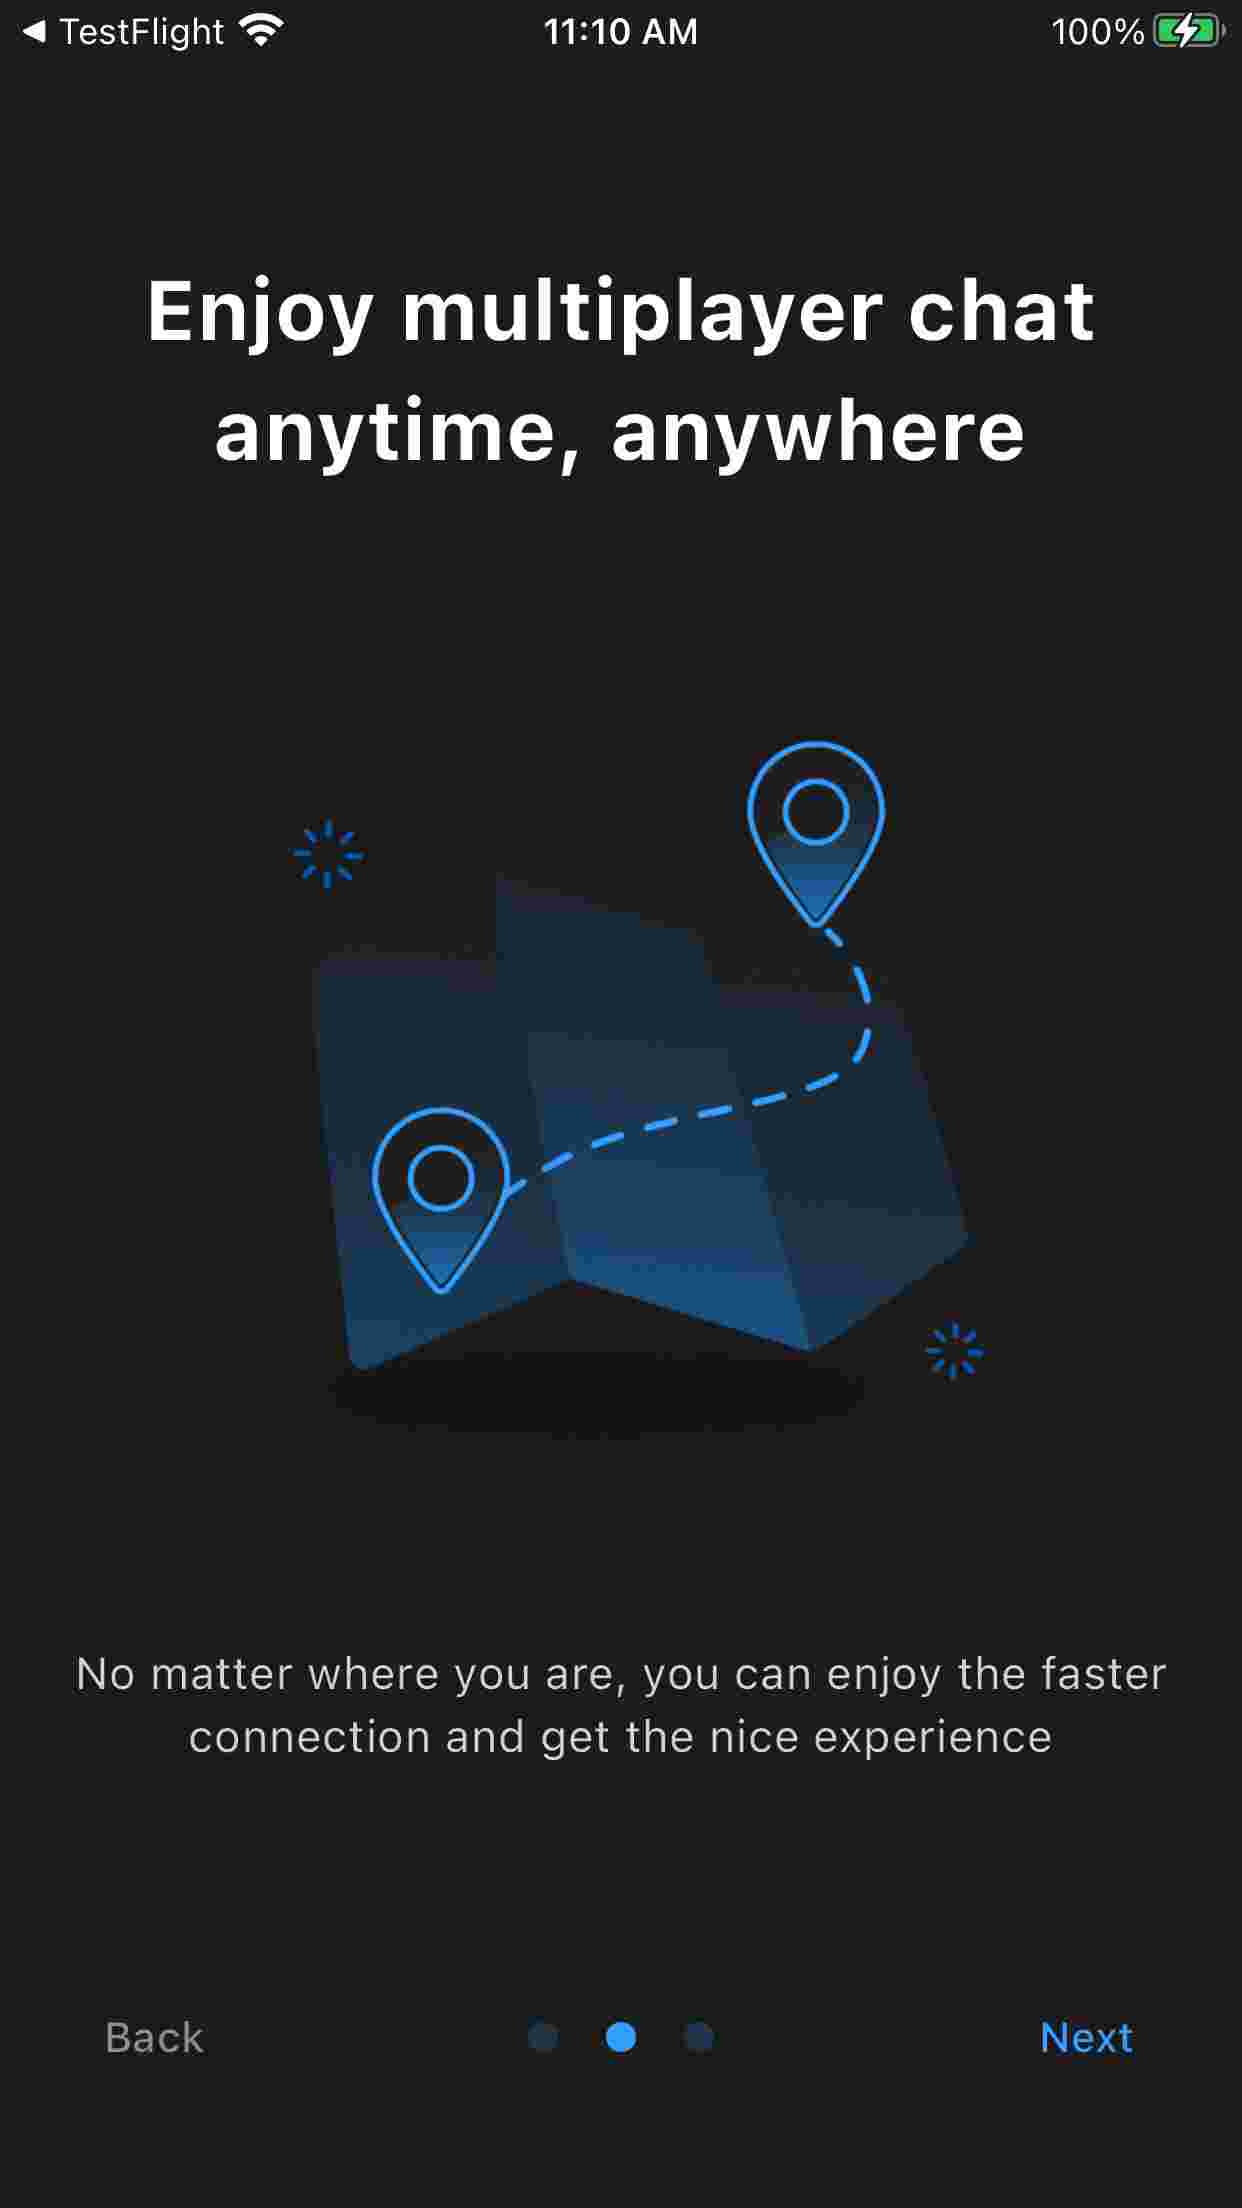 TestFlight 11:10 AM 100%
Enjoy multiplayer chat
anytime, anywhere
No matter where you are, you can enjoy the faster
connection and get the nice experience
Back Next